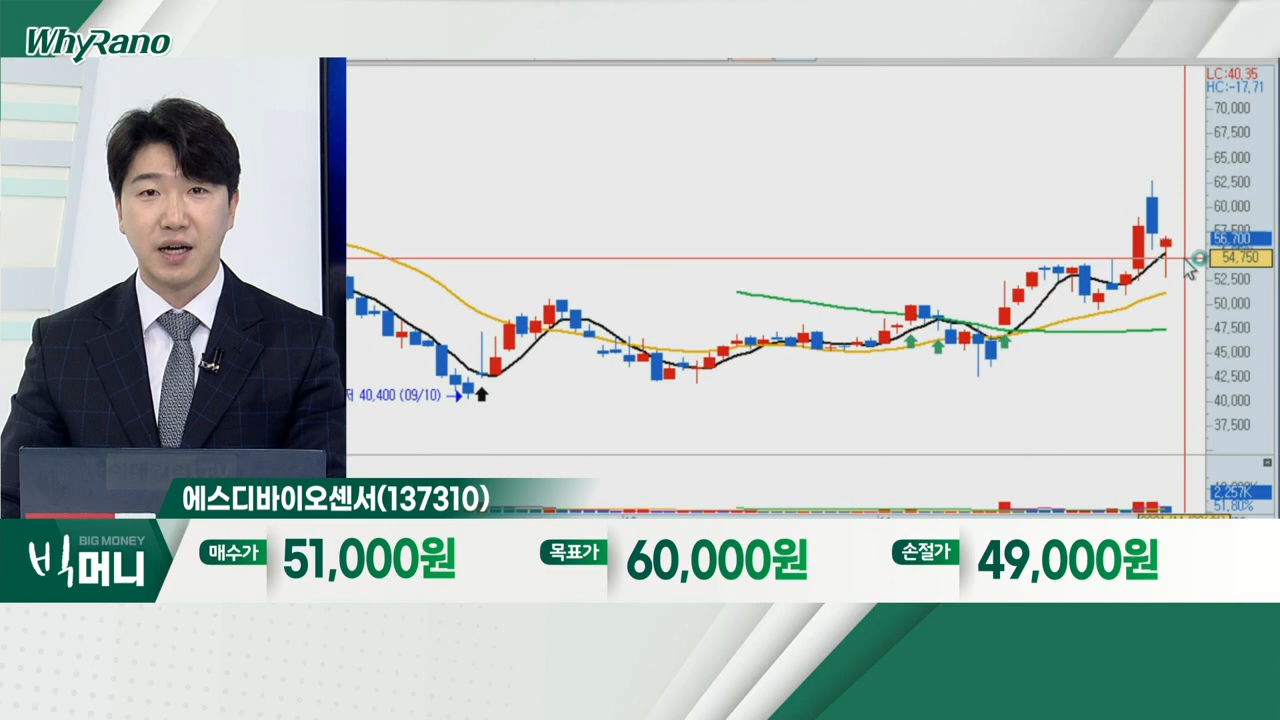 WhyRano
LC:40,35
HC:-17,71
70,000
67,500
65,000
62,500
60,000
57,500
56,700
54,750
52,500
50,000
47,500
45,000
42,500
40,000
37,500
저 40,400 (09/10)
2,257K
51,80%
에스디바이오센서(137310)
BIG MONEY
빅머니
매수가 51,000원
목표가 60,000원
손절가 49,000원